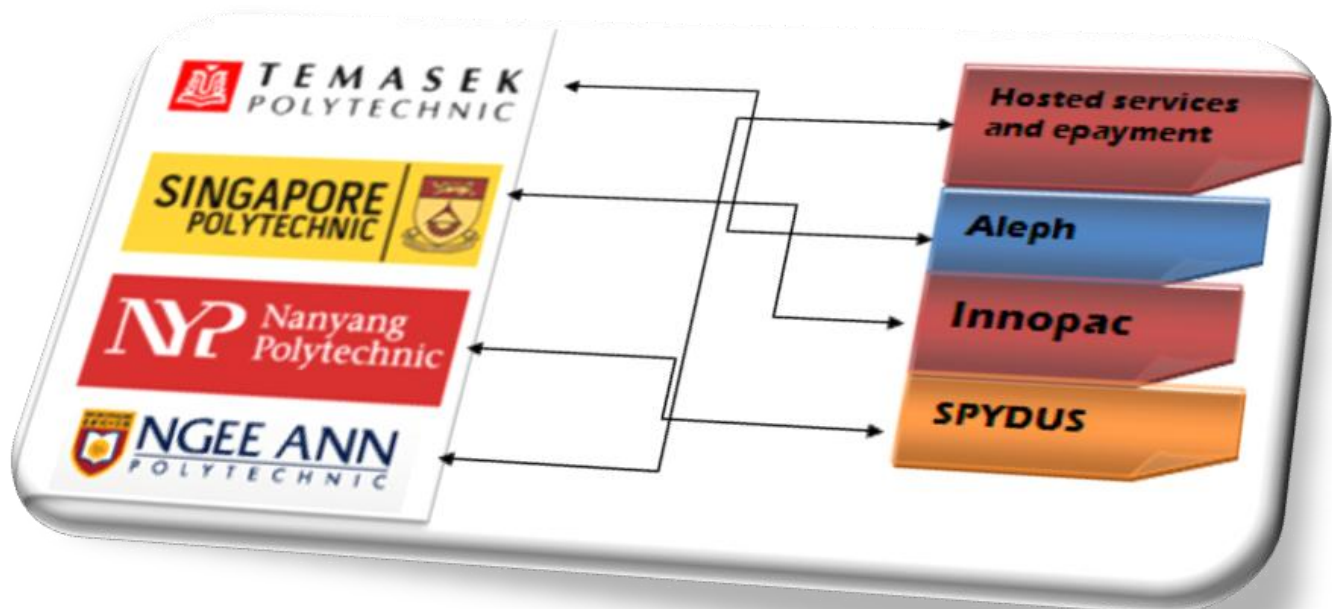 TEMASEK
POLYTECHNIC
SINGAPORE
POLYTECHNIC
NYP Nanyang
Polytechnic
NGEE ANN
POLYTECHNIC
Hosted services
and epayment
Aleph
Innopac
SPYDUS